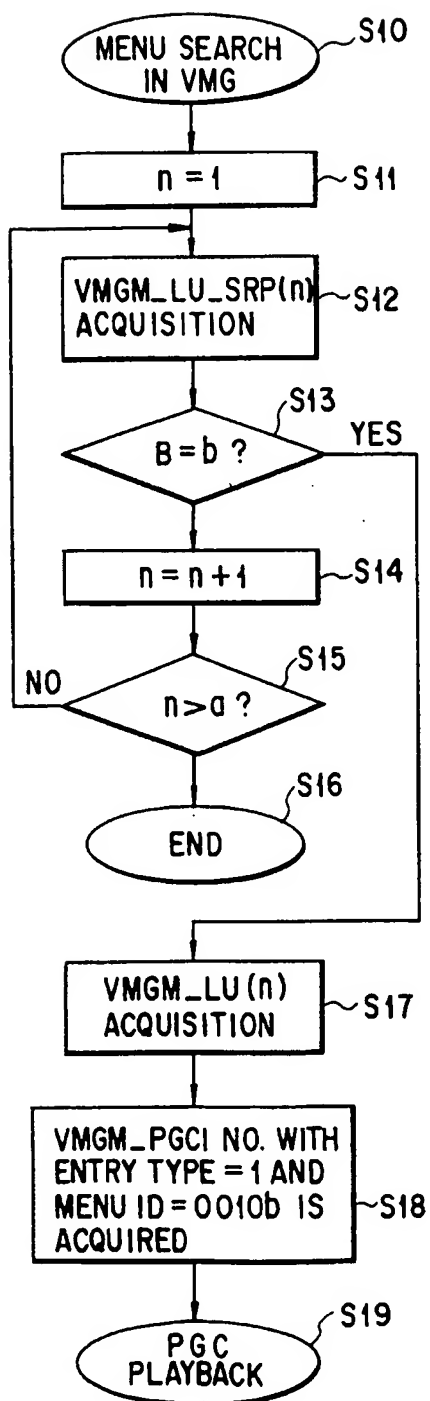 MENU SEARCH
IN VMG
S10
n = 1
S11
VMGM_LU_SRP(n)
ACQUISITION
S12
S13
B = b ?
YES
n = n + 1
S14
S15
NO
n > a ?
S16
END
VMGM_LU (n)
ACQUISITION
S17
VMGM_PGCI NO. WITH
ENTRY TYPE = 1 AND
MENU ID = 0010b IS
ACQUIRED
S18
S19
PGC
PLAYBACK